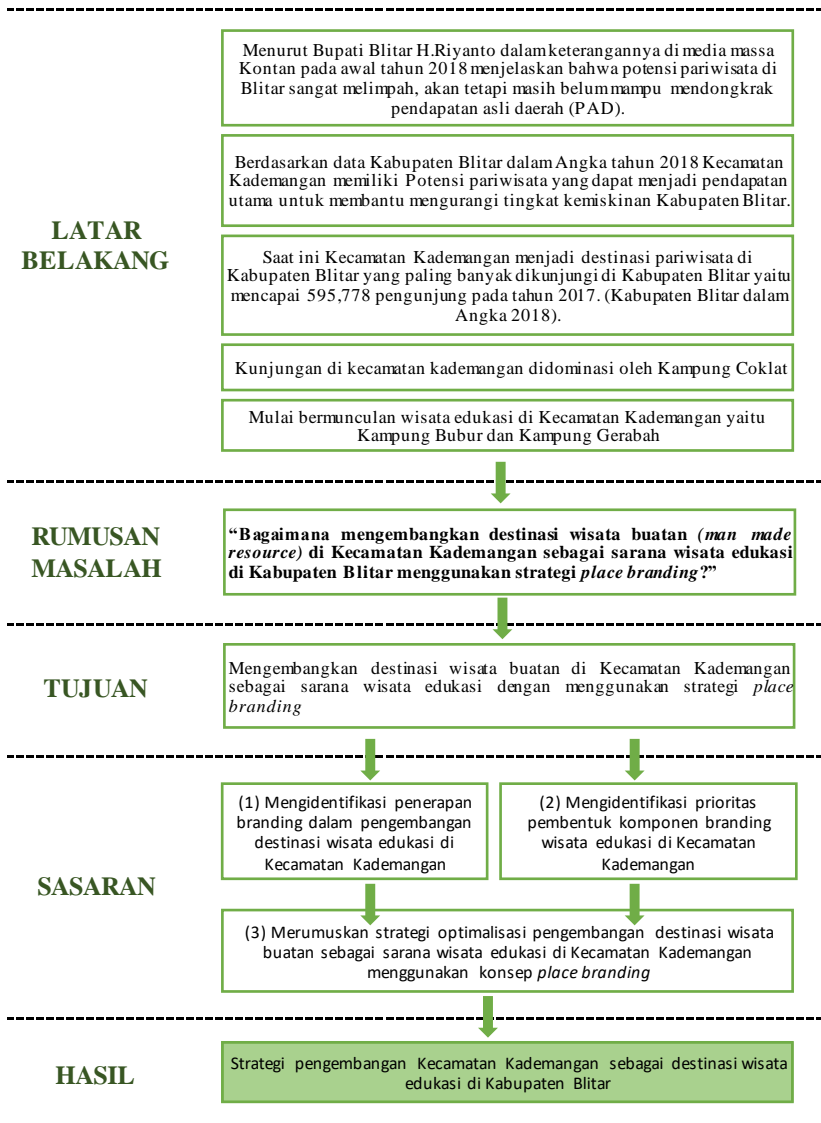 LATAR
BELAKANG
Menurut Bupati Blitar H.Riyanto dalam keterangannya di media massa
Kontan pada awal tahun 2018 menjelaskan bahwa potensi pariwisata di
Blitar sangat melimpah, akan tetapi masih belum mampu mendongkrak
pendapatan asli daerah (PAD).
Berdasarkan data Kabupaten Blitar dalam Angka tahun 2018 Kecamatan
Kademangan memiliki Potensi pariwisata yang dapat menjadi pendapatan
utama untuk membantu mengurangi tingkat kemiskinan Kabupaten Blitar.
Saat ini Kecamatan Kademangan menjadi destinasi pariwisata di
Kabupaten Blitar yang paling banyak dikunjungi di Kabupaten Blitar yaitu
mencapai 595,778 pengunjung pada tahun 2017. (Kabupaten Blitar dalam
Angka 2018).
Kunjungan di kecamatan kademangan didominasi oleh Kampung Coklat
Mulai bermunculan wisata edukasi di Kecamatan Kademangan yaitu
Kampung Bubur dan Kampung Gerabah
RUMUSAN
MASALAH
“Bagaimana mengembangkan destinasi wisata buatan (man made
resource) di Kecamatan Kademangan sebagai sarana wisata edukasi
di Kabupaten Blitar menggunakan strategi place branding?”
TUJUAN
Mengembangkan destinasi wisata buatan di Kecamatan Kademangan
sebagai sarana wisata edukasi dengan menggunakan strategi place
branding
SASARAN
(1) Mengidentifikasi penerapan
branding dalam pengembangan
destinasi wisata edukasi di
Kecamatan Kademangan
(2) Mengidentifikasi prioritas
pembentuk komponen branding
wisata edukasi di Kecamatan
Kademangan
(3) Merumuskan strategi optimalisasi pengembangan destinasi wisata
buatan sebagai sarana wisata edukasi di Kecamatan Kademangan
menggunakan konsep place branding
HASIL
Strategi pengembangan Kecamatan Kademangan sebagai destinasi wisata
edukasi di Kabupaten Blitar